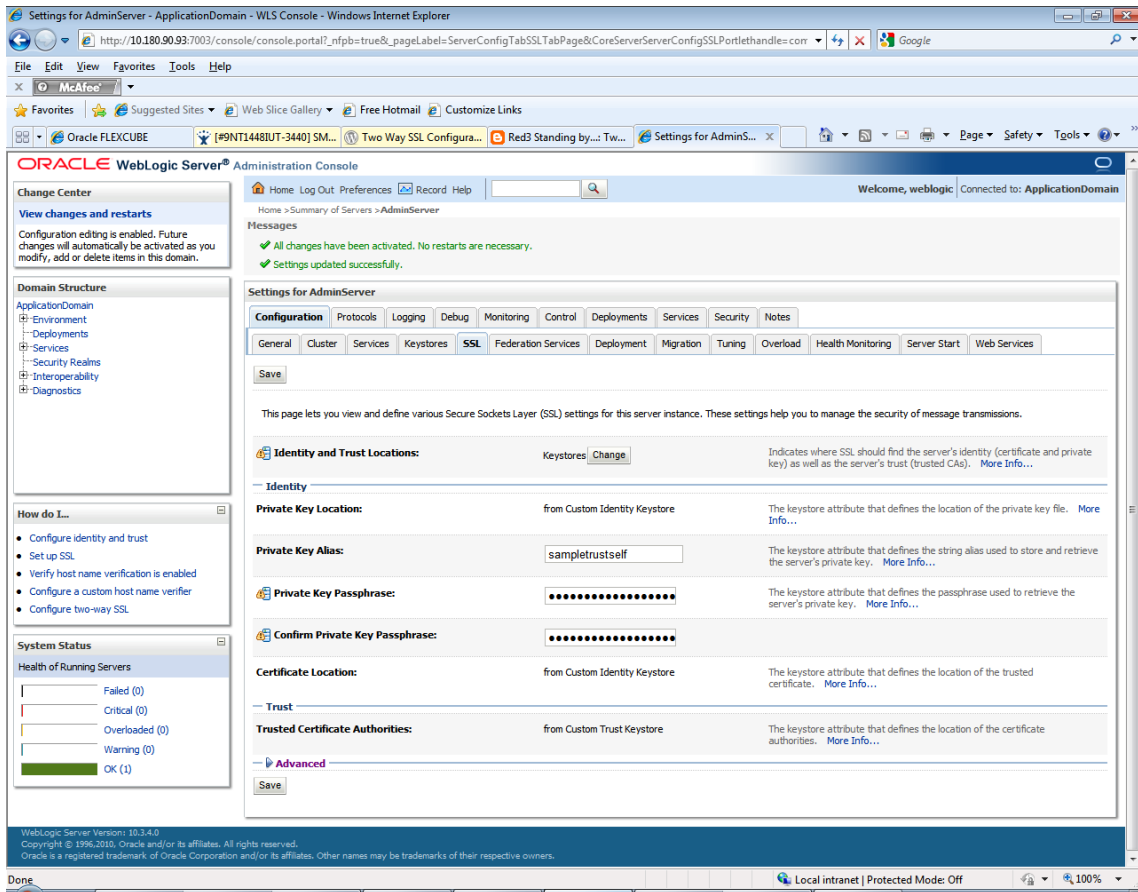 Settings for AdminServer - ApplicationDomain - WLS Console - Windows Internet Explorer
http://10.180.90.93:7003/console/console.portal?_nfpb=true&_pageLabel=ServerConfigTabSSLTabPage&CoreServerServerConfigSSLPortlethandle=com
Google
File Edit View Favorites Tools Help
x McAfee
Favorites Suggested Sites Web Slice Gallery Free Hotmail Customize Links
Oracle FLEXCUBE [#9NT1448IUT-3440] SM... Two Way SSL Configura... Red3 Standing by...: Tw... Settings for AdminS... X Page Safety Tools
ORACLE WebLogic Server® Administration Console
Change Center
View changes and restarts
Configuration editing is enabled. Future
changes will automatically be activated as you
modify, add or delete items in this domain.
Domain Structure
ApplicationDomain
Environment
Deployments
Services
Security Realms
Interoperability
Diagnostics
How do I...
Configure identity and trust
Set up SSL
Verify host name verification is enabled
Configure a custom host name verifier
Configure two-way SSL
System Status
Health of Running Servers
Failed (0)
Critical (0)
Overloaded (0)
Warning (0)
OK (1)
Home Log Out Preferences Record Help
Welcome, weblogic Connected to: ApplicationDomain
Home >Summary of Servers >AdminServer
Messages
All changes have been activated. No restarts are necessary.
Settings updated successfully.
Settings for AdminServer
Configuration Protocols Logging Debug Monitoring Control Deployments Services Security Notes
General Cluster Services Keystores SSL Federation Services Deployment Migration Tuning Overload Health Monitoring Server Start Web Services
Save
This page lets you view and define various Secure Sockets Layer (SSL) settings for this server instance. These settings help you to manage the security of message transmissions.
Identity and Trust Locations: Keystores Change Indicates where SSL should find the server's identity (certificate and private
key) as well as the server's trust (trusted CAs). More Info...
Identity
Private Key Location: from Custom Identity Keystore The keystore attribute that defines the location of the private key file. More
Info...
Private Key Alias: sampletrustself The keystore attribute that defines the string alias used to store and retrieve
the server's private key. More Info...
Private Key Passphrase: •••••••••••••••••• The keystore attribute that defines the passphrase used to retrieve the
server's private key. More Info...
Confirm Private Key Passphrase: ••••••••••••••••••
Certificate Location: from Custom Identity Keystore The keystore attribute that defines the location of the trusted
certificate. More Info...
Trust
Trusted Certificate Authorities: from Custom Trust Keystore The keystore attribute that defines the location of the certificate
authorities. More Info...
Advanced
Save
WebLogic Server Version: 10.3.4.0
Copyright © 1996,2010, Oracle and/or its affiliates. All rights reserved.
Oracle is a registered trademark of Oracle Corporation and/or its affiliates. Other names may be trademarks of their respective owners.
Done Local intranet | Protected Mode: Off 100%